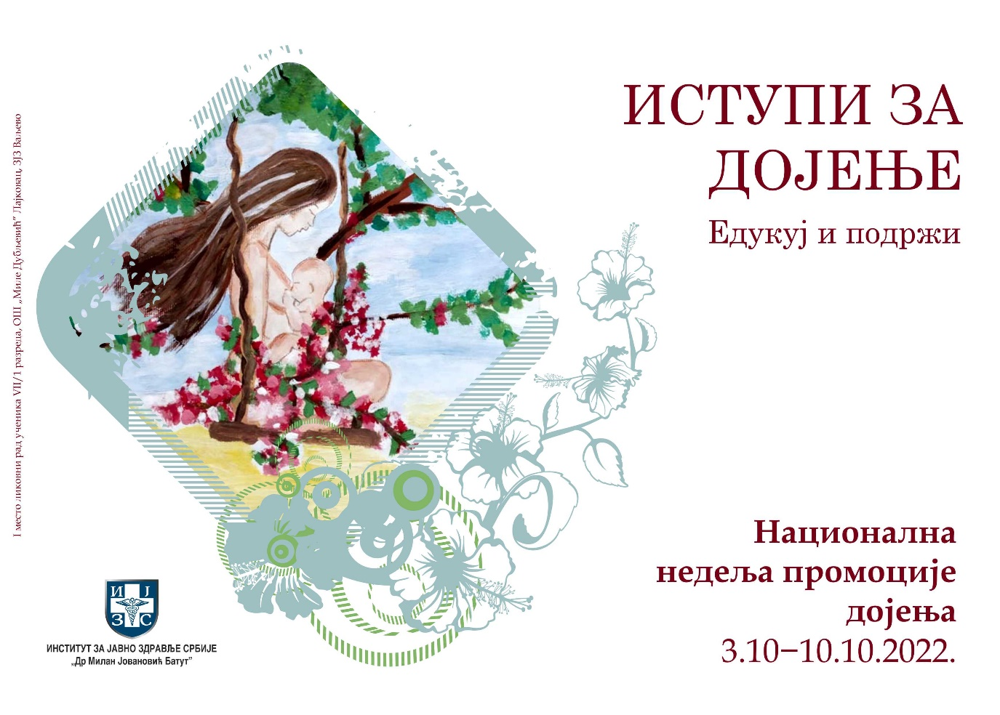 ИСТУПИ ЗА
ДОЈЕЊЕ
Едукуј и подржи
I место ликовни рад ученика VII/1 разреда, ОШ „Миле Дубљевић” Лајковац, ЗЈЗ Ваљево
Национална
недеља промоције
дојења
3.10–10.10.2022.
И Ј
З С
ИНСТИТУТ ЗА ЈАВНО ЗДРАВЉЕ СРБИЈЕ
„Др Милан Јовановић Батут”